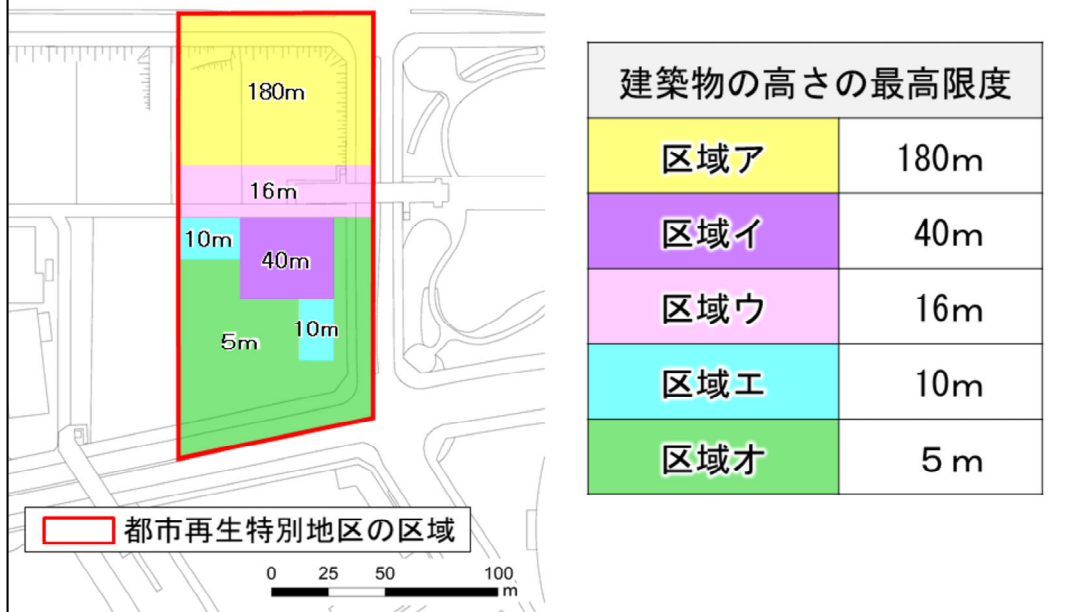 180m
16m
10m
40m
10m
5m
都市再生特別地区の区域
0 25 50 100
m
建築物の高さの最高限度
区域ア 180m
区域イ 40m
区域ウ 16m
区域エ 10m
区域オ 5m